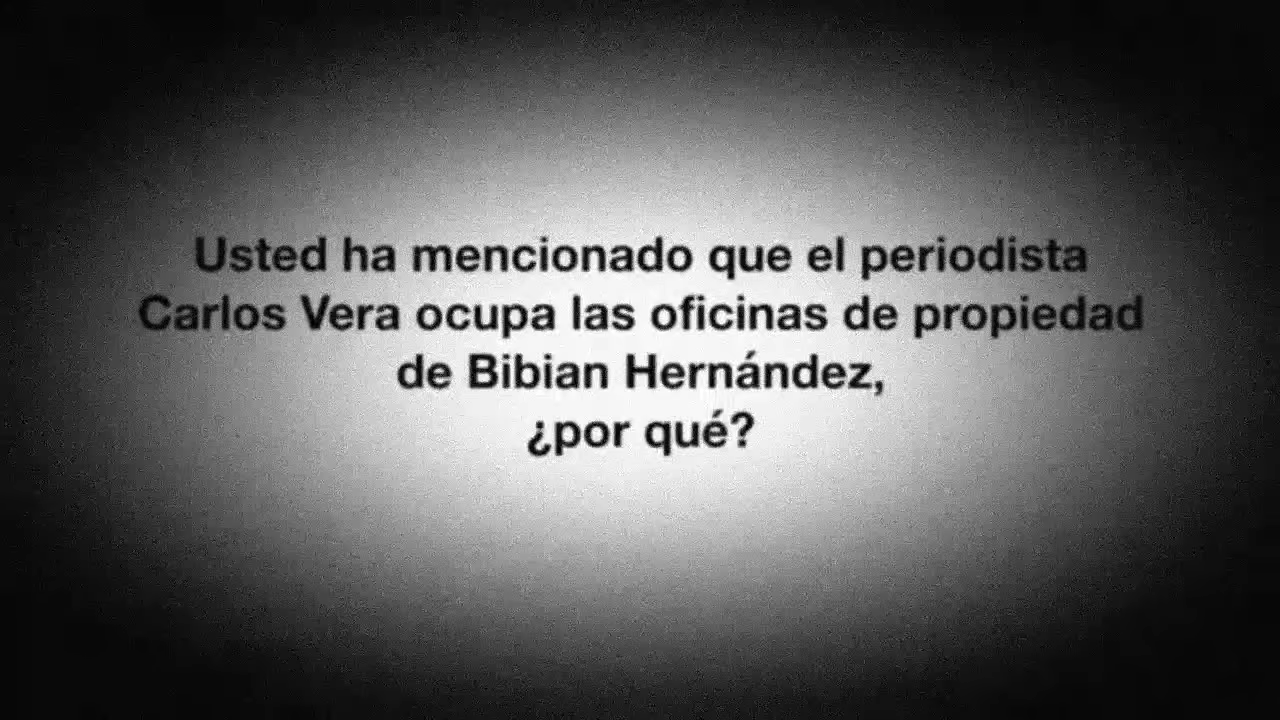 Usted ha mencionado que el periodista
Carlos Vera ocupa las oficinas de propiedad
de Bibian Hernández,
¿por qué?